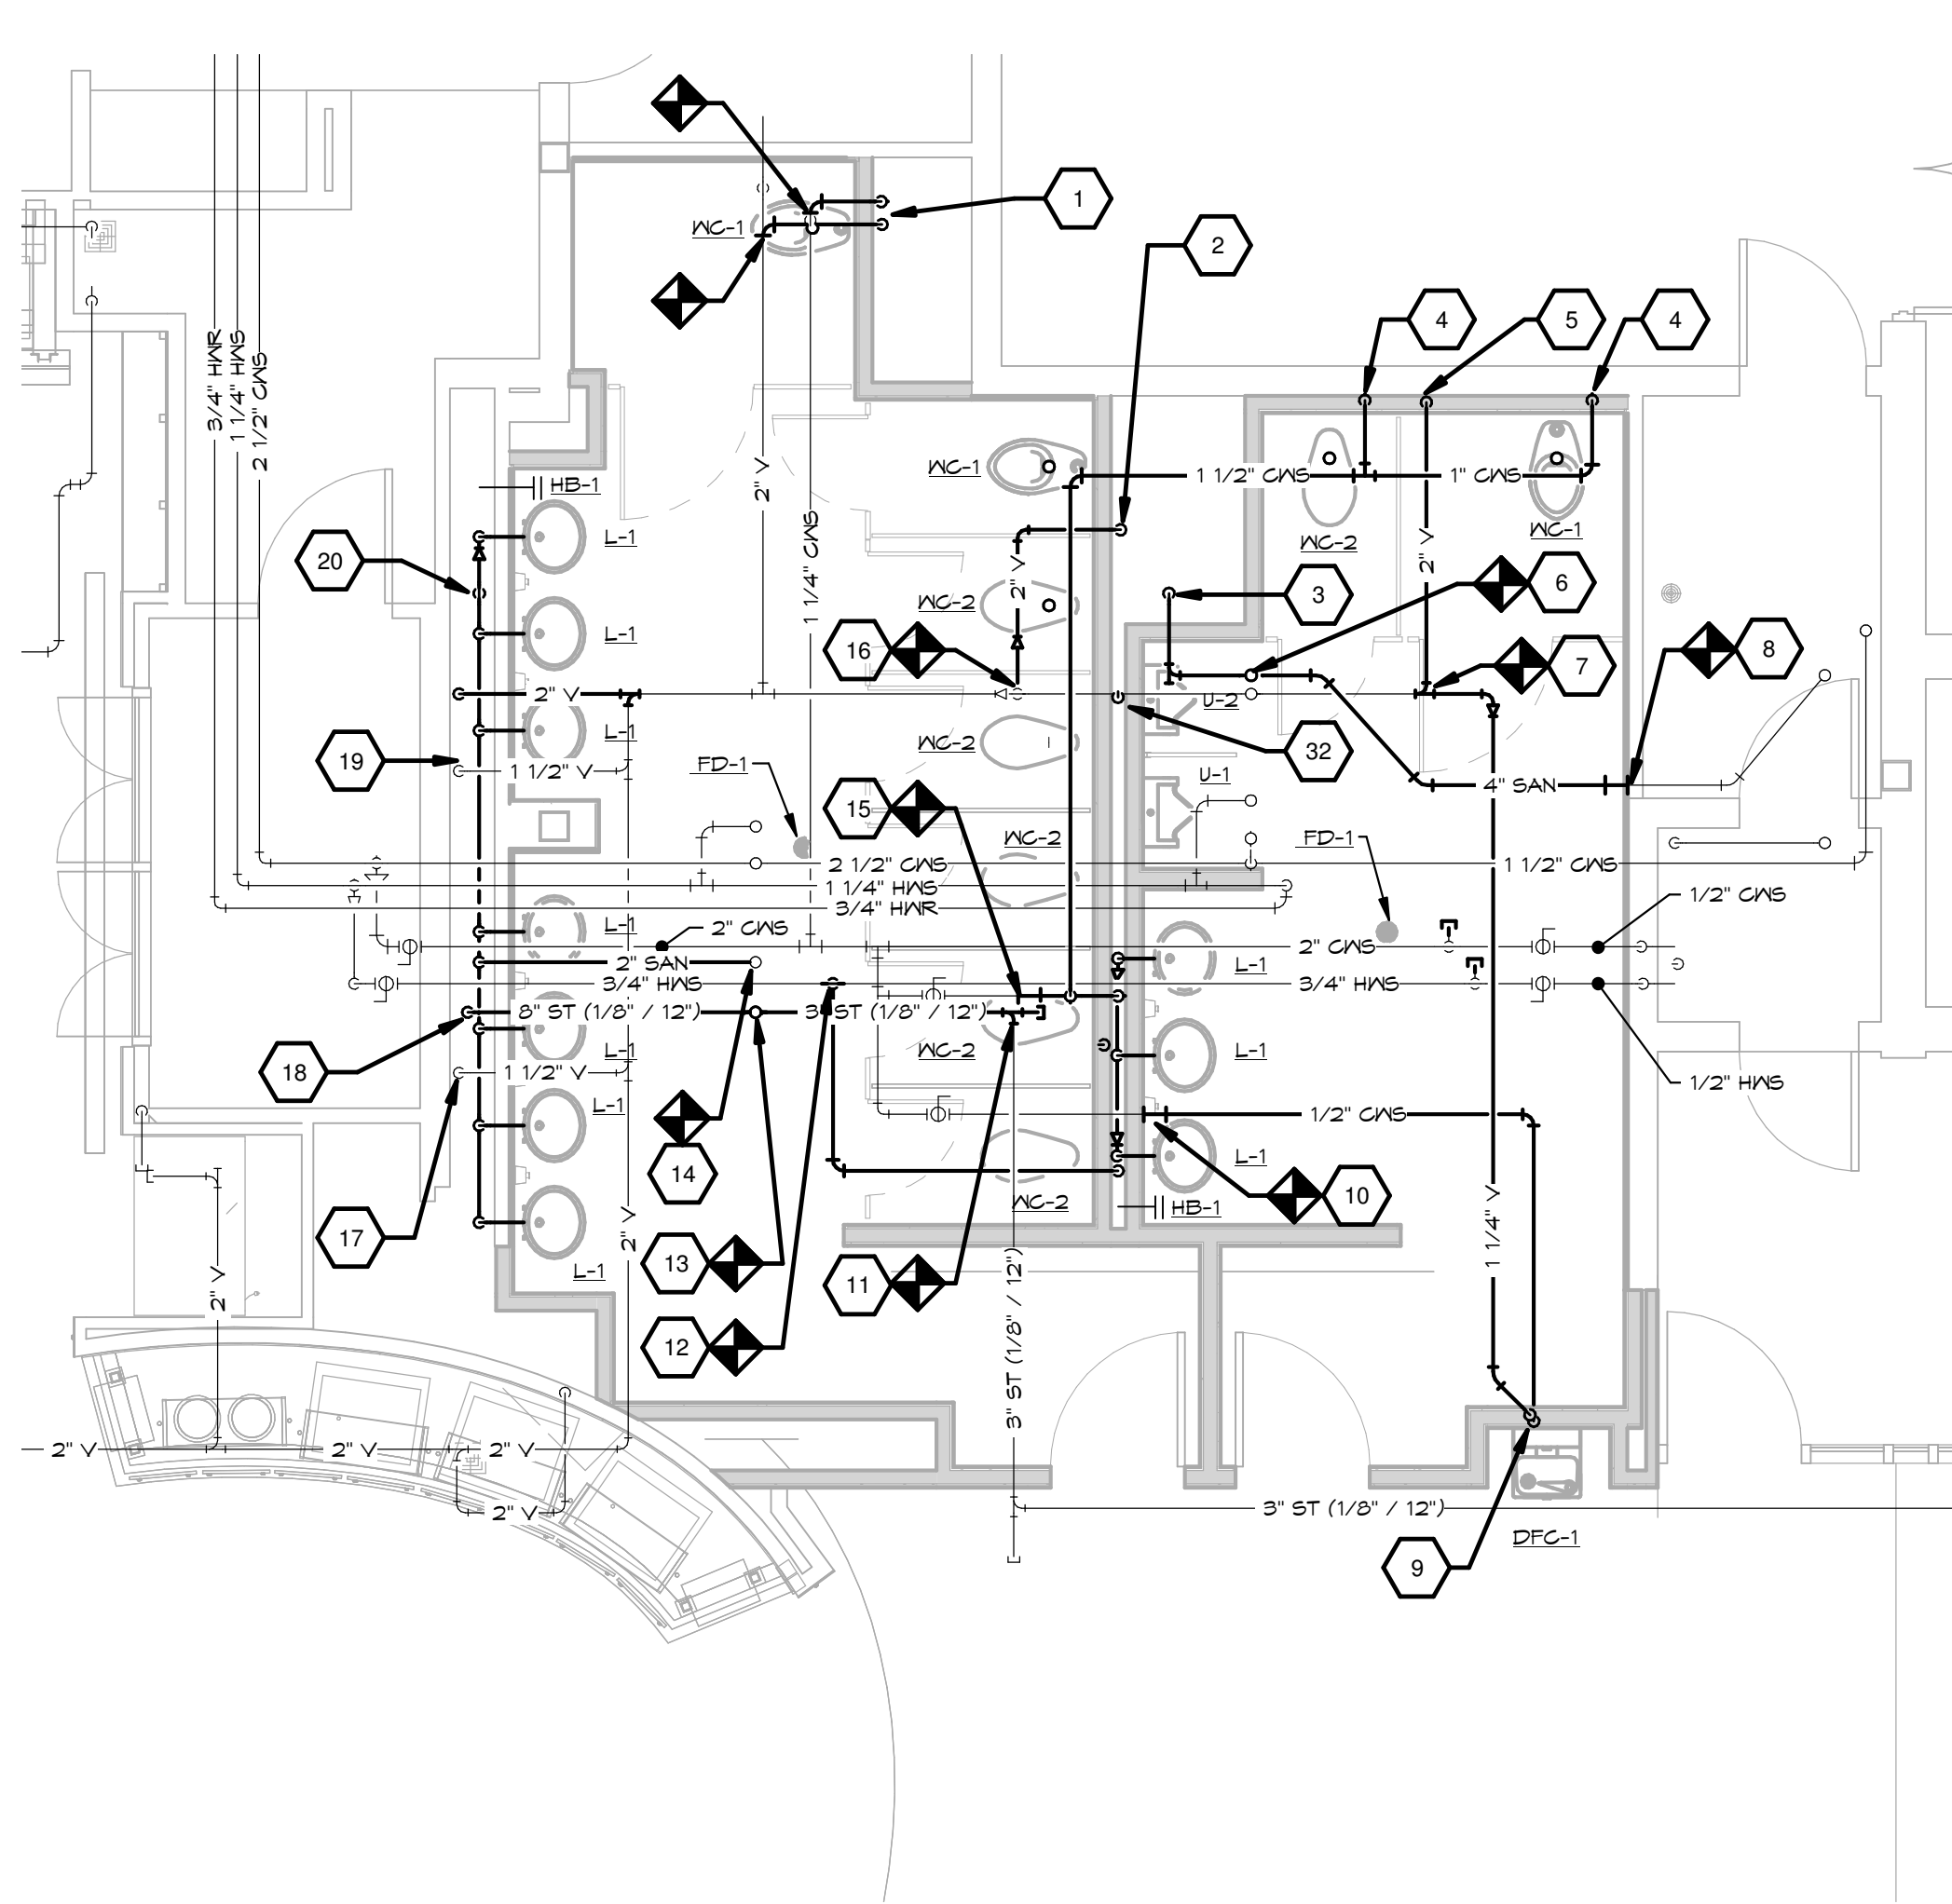 1
WC-1
2
4
5
4
3/4" HWR
1 1/4" HWS
2 1/2" CWS
2" V
WC-1
1 1/2" CWS
1" CWS
HB-1
WC-1
L-1
WC-2
2" V
1 1/4" CWS
20
2" V
6
WC-2
3
L-1
16
8
7
2" V
U-2
L-1
WC-2
32
19
1 1/2" V
FD-1
U-1
4" SAN
15
WC-2
FD-1
2 1/2" CWS
1 1/2" CWS
1 1/4" HWS
1/2" CWS
3/4" HWR
L-1
2" CWS
2" CWS
2" SAN
L-1
3/4" HWS
3/4" HWS
8" ST (1/8" / 12")
3" ST (1/8" / 12")
L-1
WC-2
L-1
18
1 1/2" V
1/2" HWS
L-1
1/2" CWS
14
L-1
10
WC-2
HB-1
17
2" V
1 1/4" V
13
L-1
11
2" V
3" ST (1/8" / 12")
12
2" V
2" V
2" V
2" V
3" ST (1/8" / 12")
DFC-1
9